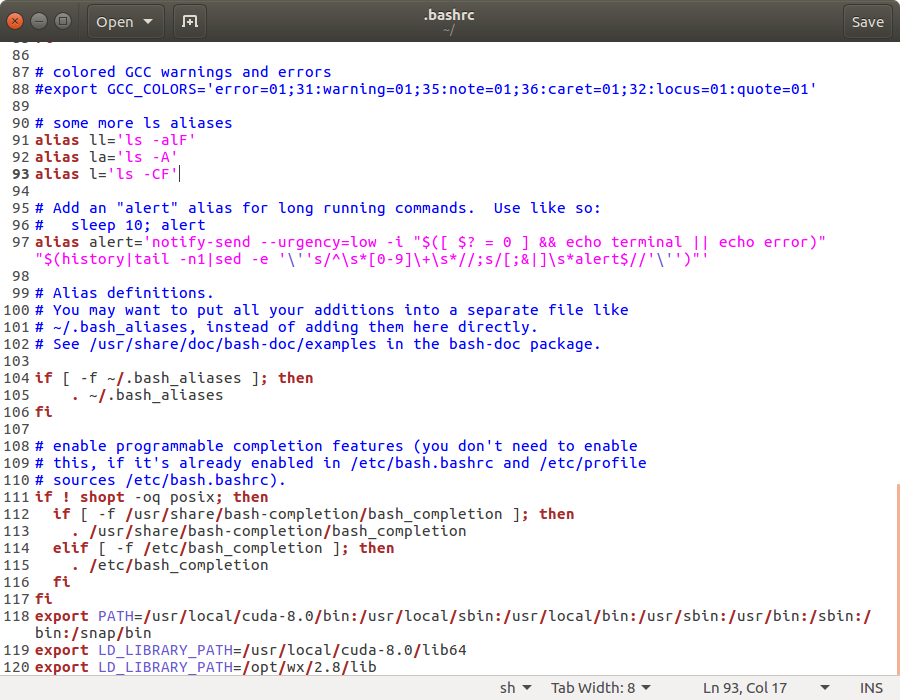 Open
.bashrc
~/
Save
86
87 # colored GCC warnings and errors
88 #export GCC_COLORS='error=01;31:warning=01;35:note=01;36:caret=01;32:locus=01:quote=01'
89
90 # some more ls aliases
91 alias ll='ls -alF'
92 alias la='ls -A'
93 alias l='ls -CF'
94
95 # Add an "alert" alias for long running commands.  Use like so:
96 #   sleep 10; alert
97 alias alert='notify-send --urgency=low -i "$([ $? = 0 ] && echo terminal || echo error)"
"$(history|tail -n1|sed -e '\''s/^\s*[0-9]\+\s*//;s/[;&|]\s*alert$//'\'')"'
98
99 # Alias definitions.
100 # You may want to put all your additions into a separate file like
101 # ~/.bash_aliases, instead of adding them here directly.
102 # See /usr/share/doc/bash-doc/examples in the bash-doc package.
103
104 if [ -f ~/.bash_aliases ]; then
105     . ~/.bash_aliases
106 fi
107
108 # enable programmable completion features (you don't need to enable
109 # this, if it's already enabled in /etc/bash.bashrc and /etc/profile
110 # sources /etc/bash.bashrc).
111 if ! shopt -oq posix; then
112   if [ -f /usr/share/bash-completion/bash_completion ]; then
113     . /usr/share/bash-completion/bash_completion
114   elif [ -f /etc/bash_completion ]; then
115     . /etc/bash_completion
116   fi
117 fi
118 export PATH=/usr/local/cuda-8.0/bin:/usr/local/sbin:/usr/local/bin:/usr/sbin:/usr/bin:/sbin:/
bin:/snap/bin
119 export LD_LIBRARY_PATH=/usr/local/cuda-8.0/lib64
120 export LD_LIBRARY_PATH=/opt/wx/2.8/lib
sh Tab Width: 8 Ln 93, Col 17 INS